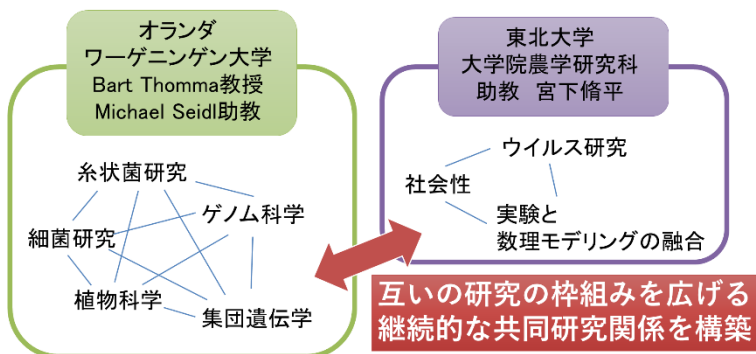 オランダ
ワーゲニンゲン大学
Bart Thomma教授
Michael Seidl助教
糸状菌研究
ゲノム科学
細菌研究
植物科学
集団遺伝学
東北大学
大学院農学研究科
助教　宮下脩平
ウイルス研究
社会性
実験と
数理モデリングの融合
互いの研究の枠組みを広げる
継続的な共同研究関係を構築